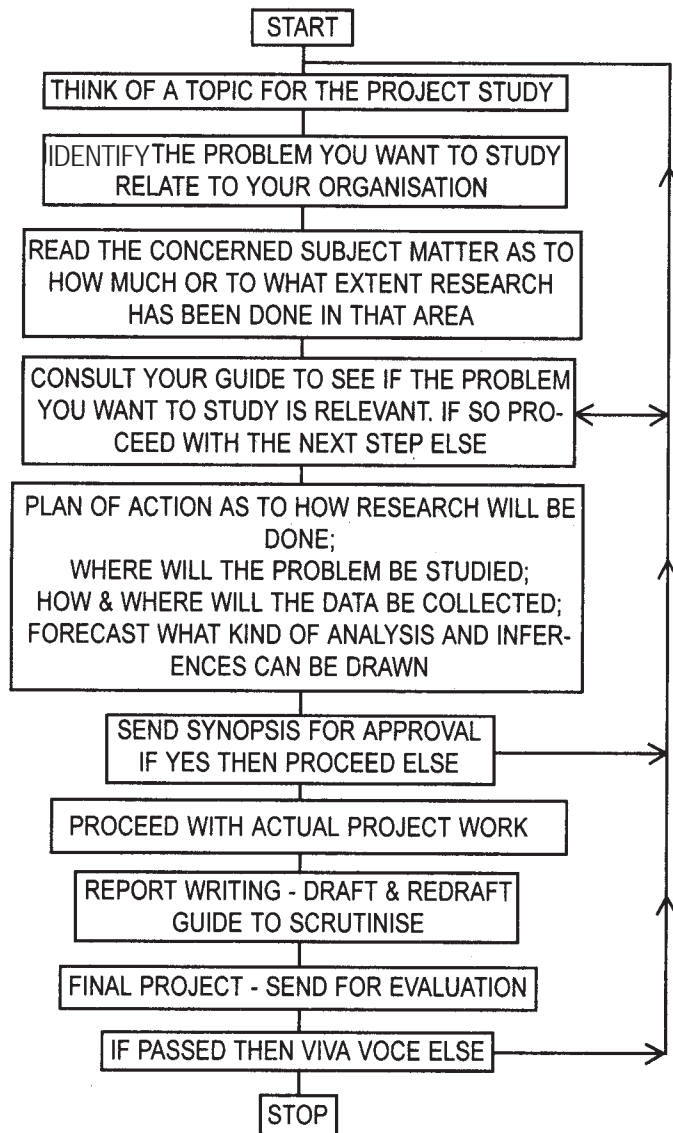 START
THINK OF A TOPIC FOR THE PROJECT STUDY
IDENTIFY THE PROBLEM YOU WANT TO STUDY
RELATE TO YOUR ORGANISATION
READ THE CONCERNED SUBJECT MATTER AS TO
HOW MUCH OR TO WHAT EXTENT RESEARCH
HAS BEEN DONE IN THAT AREA
CONSULT YOUR GUIDE TO SEE IF THE PROBLEM
YOU WANT TO STUDY IS RELEVANT. IF SO PRO-
CEED WITH THE NEXT STEP ELSE
PLAN OF ACTION AS TO HOW RESEARCH WILL BE
DONE;
WHERE WILL THE PROBLEM BE STUDIED;
HOW & WHERE WILL THE DATA BE COLLECTED;
FORECAST WHAT KIND OF ANALYSIS AND INFER-
ENCES CAN BE DRAWN
SEND SYNOPSIS FOR APPROVAL
IF YES THEN PROCEED ELSE
PROCEED WITH ACTUAL PROJECT WORK
REPORT WRITING - DRAFT & REDRAFT
GUIDE TO SCRUTINISE
FINAL PROJECT - SEND FOR EVALUATION
IF PASSED THEN VIVA VOCE ELSE
STOP